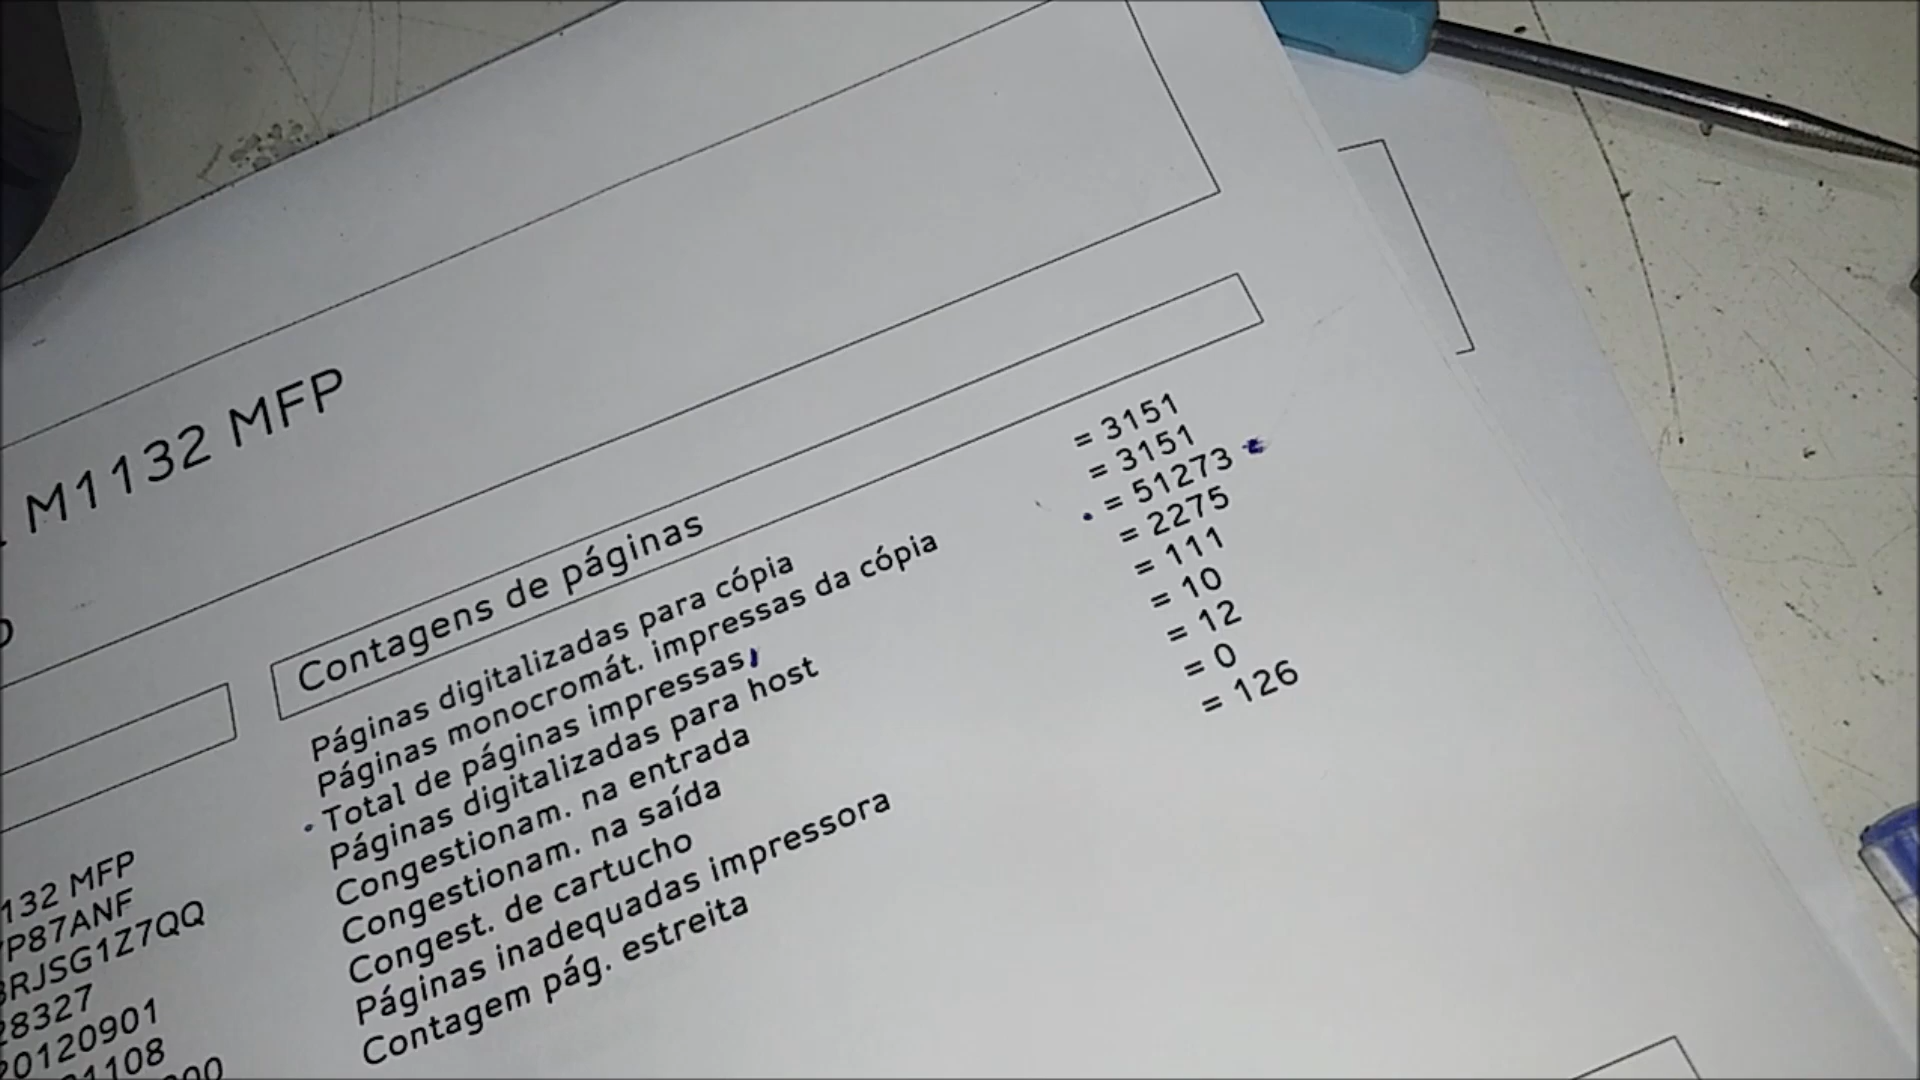 M1132 MFP
Contagens de páginas
Páginas digitalizadas para cópia = 3151
Páginas monocromát. impressas da cópia = 3151
Total de páginas impressas = 51273
Páginas digitalizadas para host = 2275
Congestionam. na entrada = 111
Congestionam. na saída = 10
Congest. de cartucho = 12
Páginas inadequadas impressora = 0
Contagem pág. estreita = 126
132 MFP
P87ANF
RJSG1Z7QQ
8327
20120901
1108
000